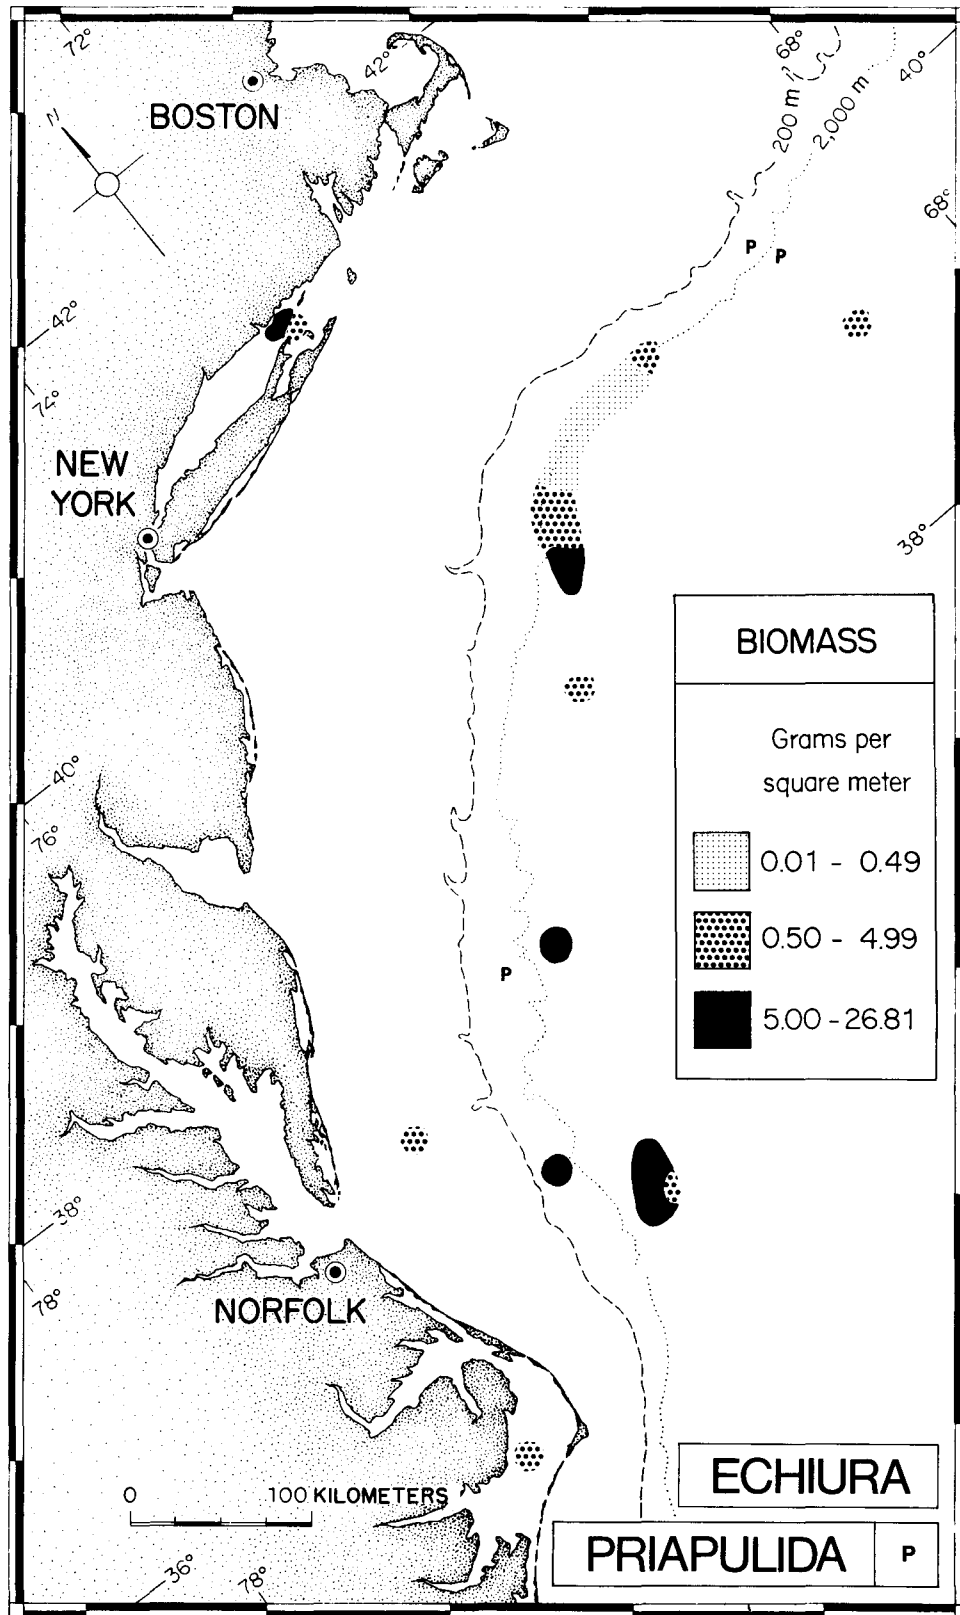 72°
42°
68°
40°
200 m
2,000 m
BOSTON
N
68°
P
P
42°
74°
NEW
YORK
38°
BIOMASS
Grams per
square meter
0.01 - 0.49
0.50 - 4.99
5.00 - 26.81
40°
76°
P
38°
78°
NORFOLK
0 100 KILOMETERS
ECHIURA
PRIAPULIDA P
36°
78°